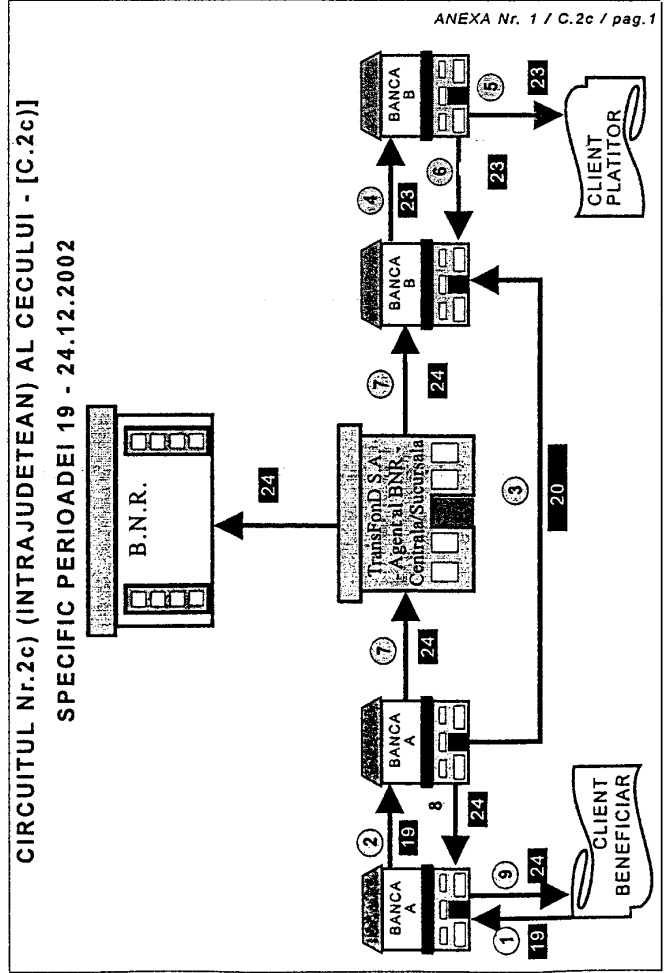 ANEXA Nr. 1 / C.2c / pag.1
CIRCUITUL Nr.2c) (INTRAJUDETEAN) AL CECULUI - [C.2c)]
SPECIFIC PERIOADEI 19 - 24.12.2002
B.N.R.
24
TransFonD S.A.
- Agent al BNR -
Centrala/Sucursala
BANCA
A
2
19
BANCA
A
7
24
7
24
BANCA
B
4
23
BANCA
B
8
24
6
23
1
19
9
24
3
20
5
23
CLIENT
BENEFICIAR
CLIENT
PLATITOR